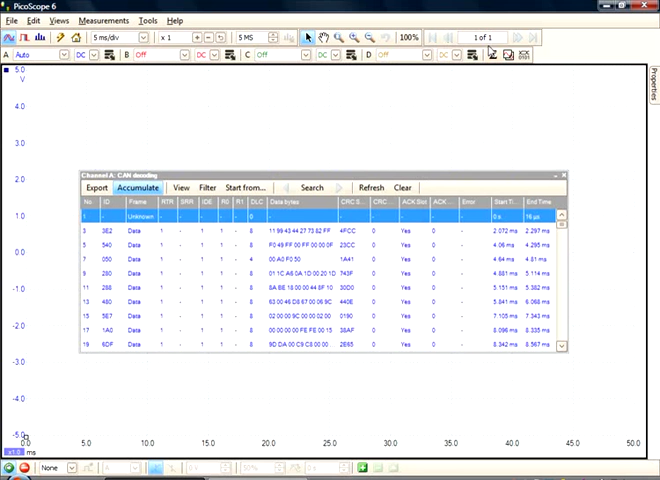 PicoScope 6
File Edit Views Measurements Tools Help
5 ms/div x 1 5 MS 100% 1 of 1
A Auto DC B Off DC C Off DC D Off DC
5.0
V
4.0
3.0
2.0
1.0
0.0
-1.0
-2.0
-3.0
-4.0
-5.0
Properties
Channel A: CAN decoding
Export Accumulate View Filter Start from... Search Refresh Clear
No. ID Frame RTR SRR IDE R0 R1 DLC Data bytes CRC S... CRC ... ACK Slot ACK ... Error Start Ti... End Time
1 - Unknown - - - - - 0 - - - - - - 0 s 16 µs
3 3E2 Data 1 - 1 1 - 8 11 99 43 44 27 73 82 FF 4FCC 0 Yes 0 2.072 ms 2.297 ms
5 540 Data 1 - 1 1 - 8 F0 49 FF 00 FF 00 00 0F 23CC 0 Yes 0 4.06 ms 4.295 ms
7 050 Data 1 - 1 1 - 4 00 A0 F0 50 1A41 0 Yes 0 4.64 ms 4.81 ms
9 280 Data 1 - 1 1 - 8 01 1C A6 0A 1D 00 20 1D 743F 0 Yes 0 4.881 ms 5.114 ms
11 288 Data 1 - 1 1 - 8 8A BE 18 00 00 44 8F 10 30D0 0 Yes 0 5.151 ms 5.382 ms
13 480 Data 1 - 1 1 - 8 63 00 46 D8 67 00 06 9C 440E 0 Yes 0 5.841 ms 6.068 ms
15 5E7 Data 1 - 1 1 - 8 02 00 00 9C 00 00 02 00 0190 0 Yes 0 7.105 ms 7.343 ms
17 1A0 Data 1 - 1 1 - 8 00 00 00 00 FE FE 00 15 38AF 0 Yes 0 8.096 ms 8.335 ms
19 6DF Data 1 - 1 1 - 8 9D DA 00 C9 C8 00 00 ... 2E65 0 Yes 0 8.342 ms 8.567 ms
0.0 5.0 10.0 15.0 20.0 25.0 30.0 35.0 40.0 45.0 50.0
x1.0 ms
None A 0 s 50% 0 s